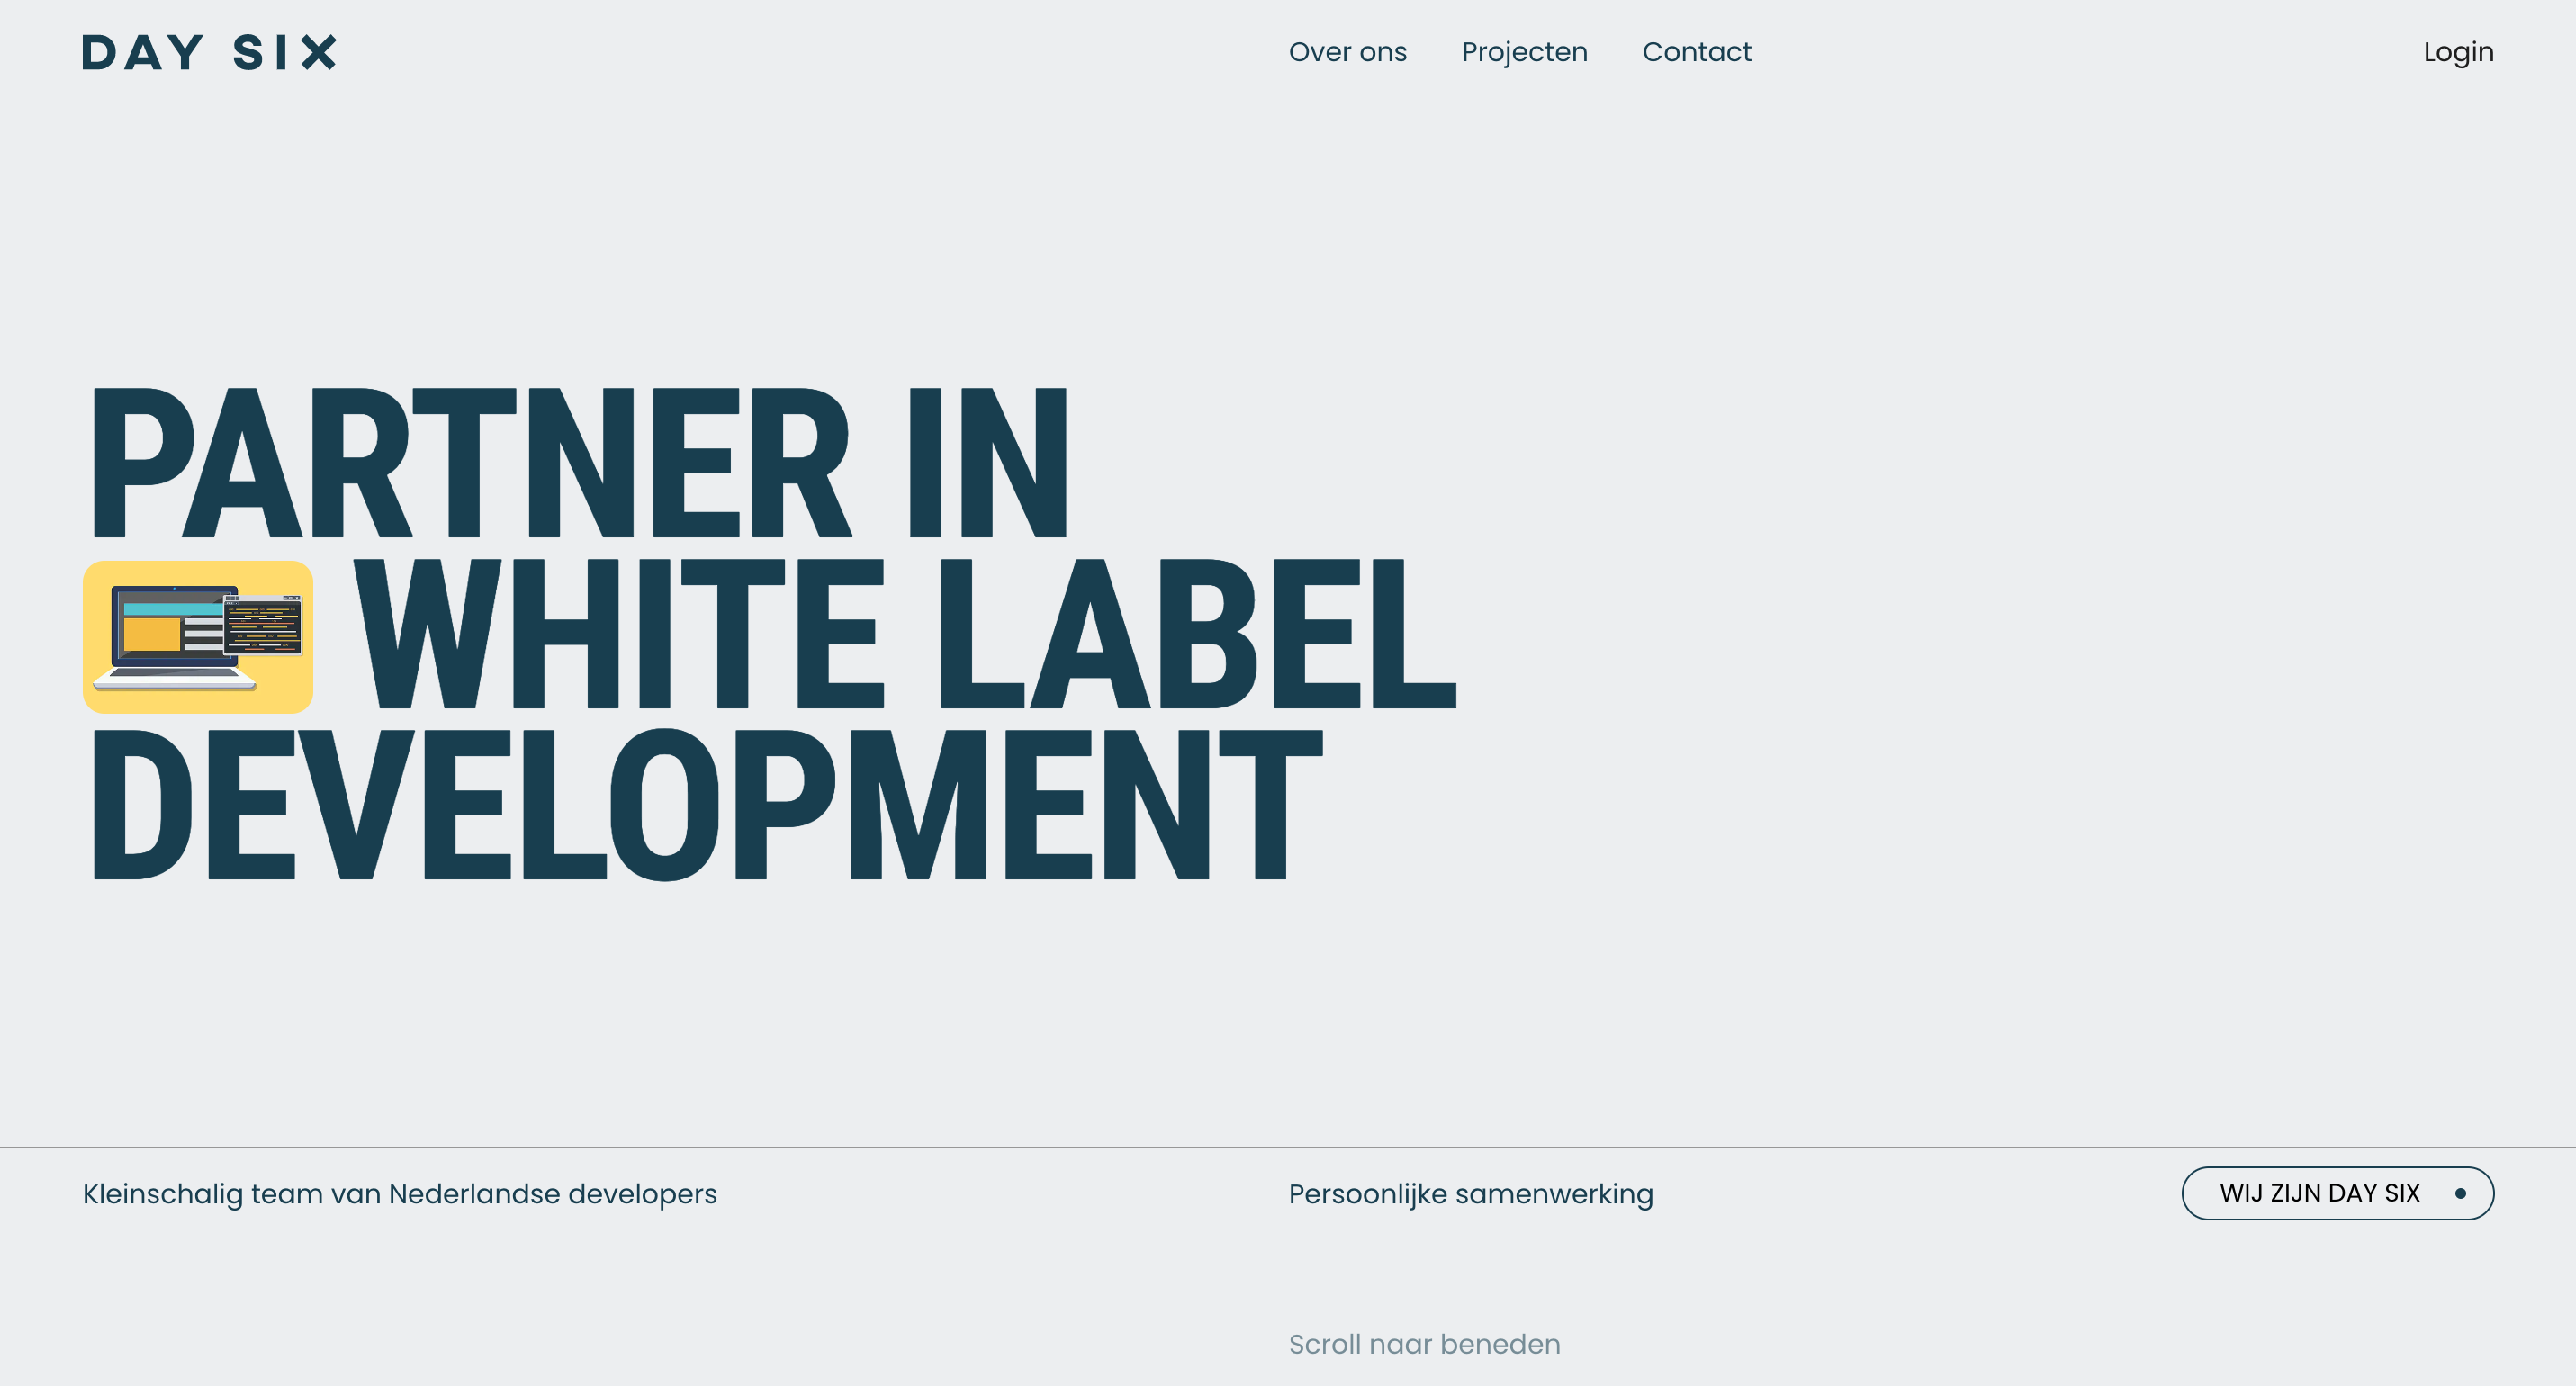 DAY SIX
Over ons
Projecten
Contact
Login
PARTNER IN
WHITE LABEL
DEVELOPMENT
Kleinschalig team van Nederlandse developers
Persoonlijke samenwerking
WIJ ZIJN DAY SIX
Scroll naar beneden